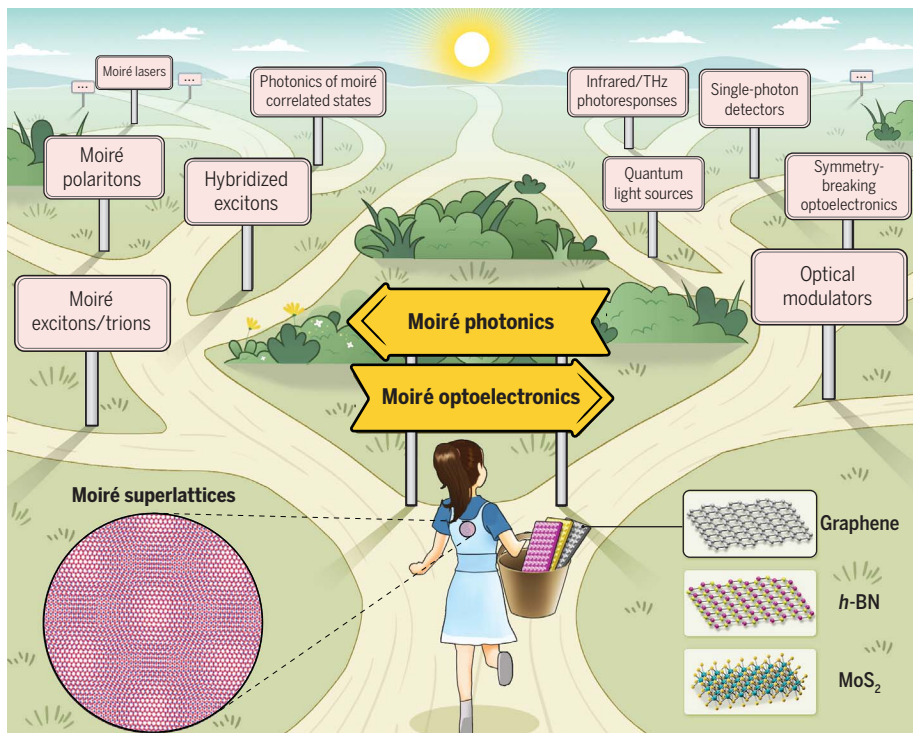 ...
Moiré lasers
...
Photonics of moiré
correlated states
Infrared/THz
photoresponses
Single-photon
detectors
...
Moiré
polaritons
Hybridized
excitons
Quantum
light sources
Symmetry-
breaking
optoelectronics
Moiré
excitons/trions
Optical
modulators
Moiré photonics
Moiré optoelectronics
Moiré superlattices
Graphene
h-BN
MoS₂